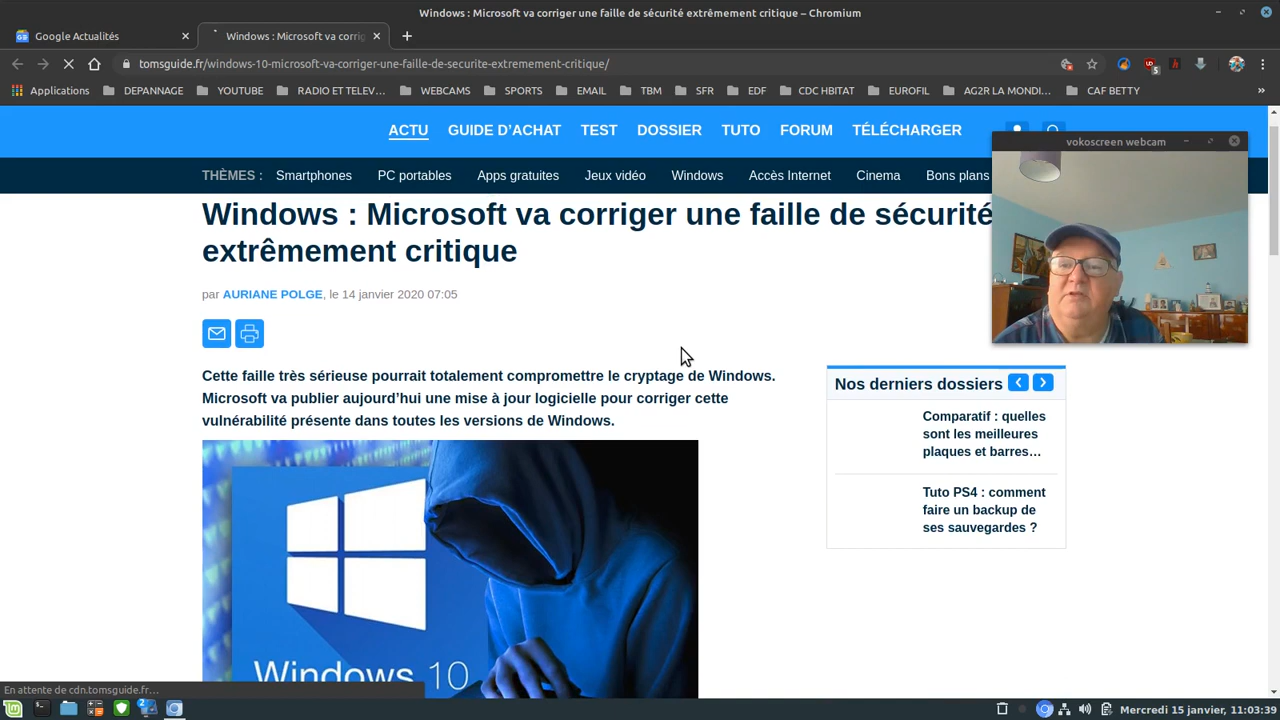 Windows : Microsoft va corriger une faille de sécurité extrêmement critique – Chromium
Google Actualités
Windows : Microsoft va corrig
tomsguide.fr/windows-10-microsoft-va-corriger-une-faille-de-securite-extremement-critique/
Applications DEPANNAGE YOUTUBE RADIO ET TELEV… WEBCAMS SPORTS EMAIL TBM SFR EDF CDC HBITAT EUROFIL AG2R LA MONDI… CAF BETTY »
ACTU GUIDE D'ACHAT TEST DOSSIER TUTO FORUM TÉLÉCHARGER
vokoscreen webcam
THÈMES : Smartphones PC portables Apps gratuites Jeux vidéo Windows Accès Internet Cinema Bons plans
Windows : Microsoft va corriger une faille de sécurité
extrêmement critique
par AURIANE POLGE, le 14 janvier 2020 07:05
Cette faille très sérieuse pourrait totalement compromettre le cryptage de Windows.
Microsoft va publier aujourd'hui une mise à jour logicielle pour corriger cette
vulnérabilité présente dans toutes les versions de Windows.
Nos derniers dossiers
Comparatif : quelles
sont les meilleures
plaques et barres…
Tuto PS4 : comment
faire un backup de
ses sauvegardes ?
Windows 10
En attente de cdn.tomsguide.fr…
2
Mercredi 15 janvier, 11:03:39